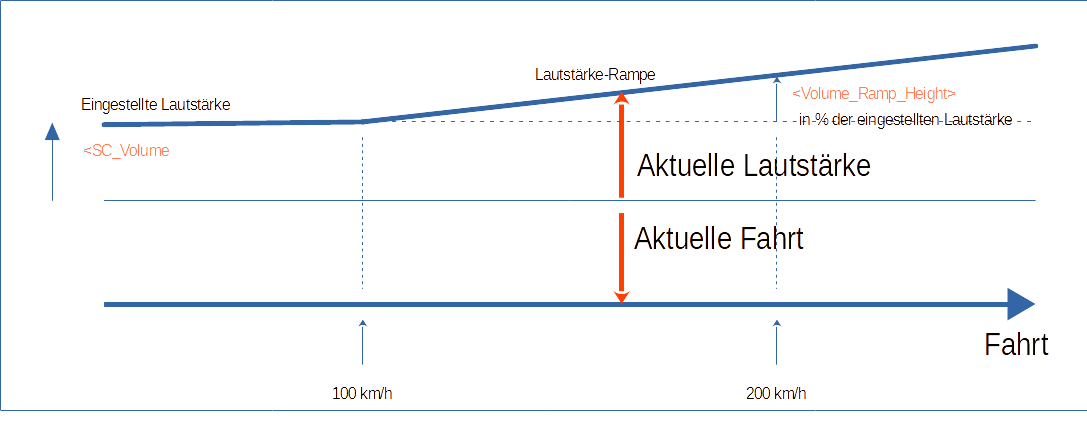 Lautstärke-Rampe
Eingestellte Lautstärke
<Volume_Ramp_Height>
in % der eingestellten Lautstärke
<SC_Volume
Aktuelle Lautstärke
Aktuelle Fahrt
Fahrt
100 km/h
200 km/h